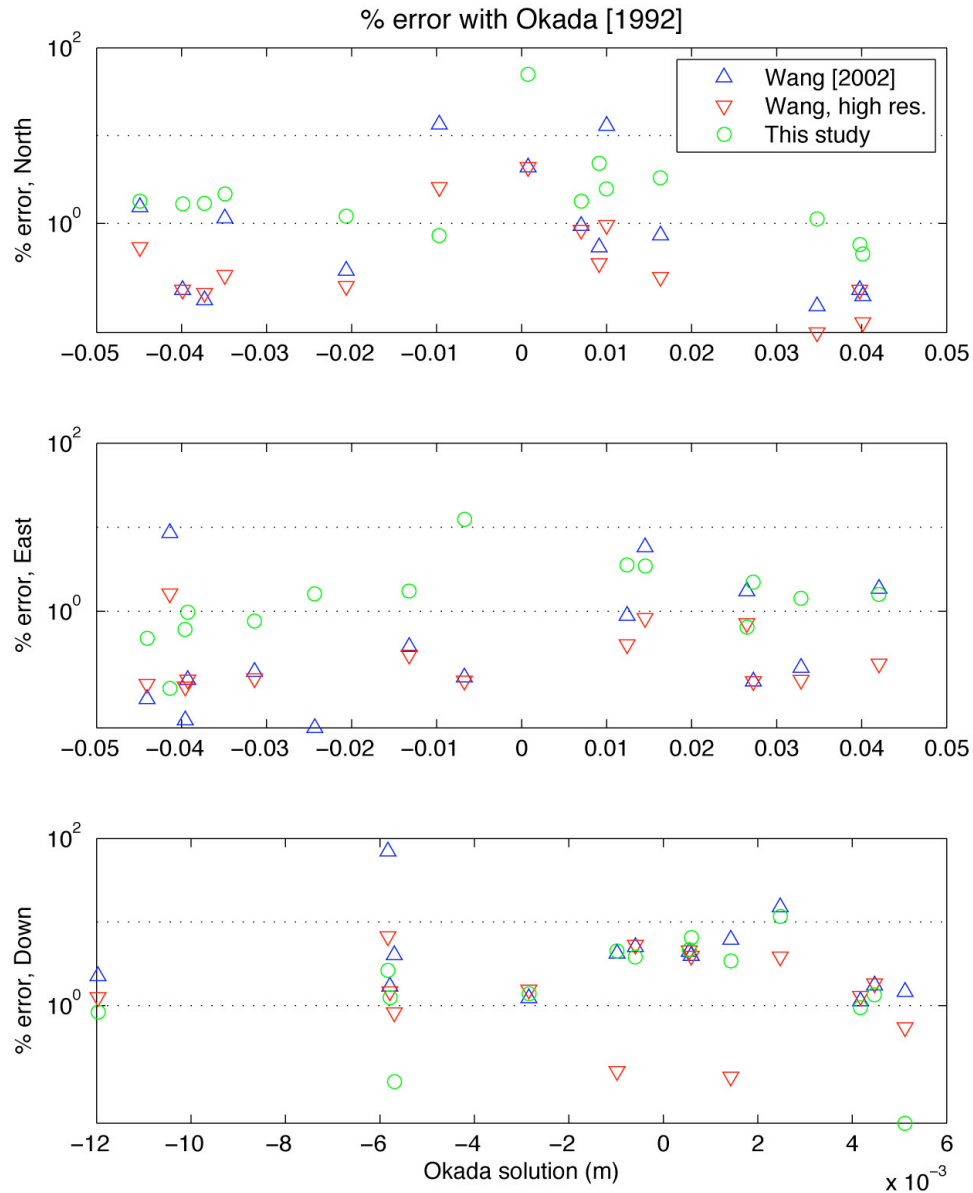 % error with Okada [1992]
10^2
10^0
% error, North
Wang [2002]
Wang, high res.
This study
−0.05 −0.04 −0.03 −0.02 −0.01 0 0.01 0.02 0.03 0.04 0.05
10^2
10^0
% error, East
−0.05 −0.04 −0.03 −0.02 −0.01 0 0.01 0.02 0.03 0.04 0.05
10^2
10^0
% error, Down
−12 −10 −8 −6 −4 −2 0 2 4 6
Okada solution (m)
x 10^−3